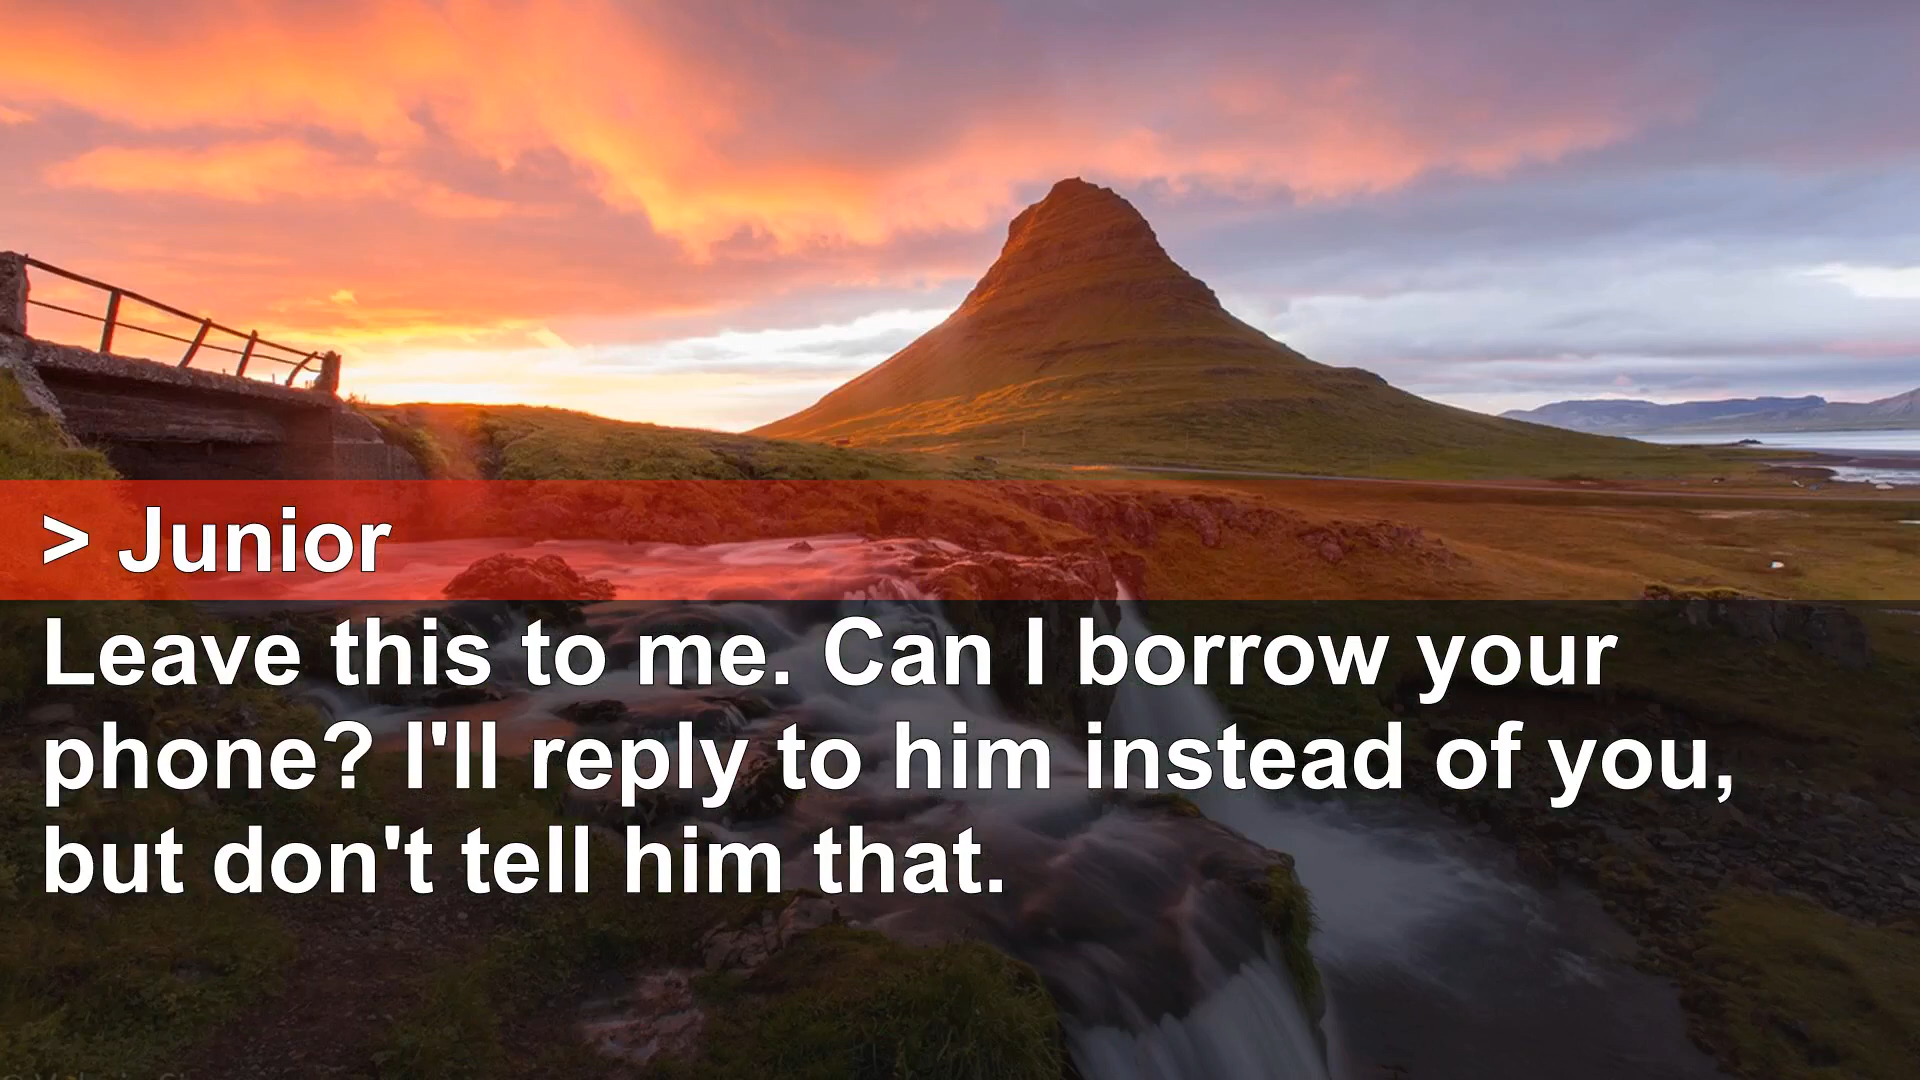 > Junior
Leave this to me. Can I borrow your
phone? I'll reply to him instead of you,
but don't tell him that.